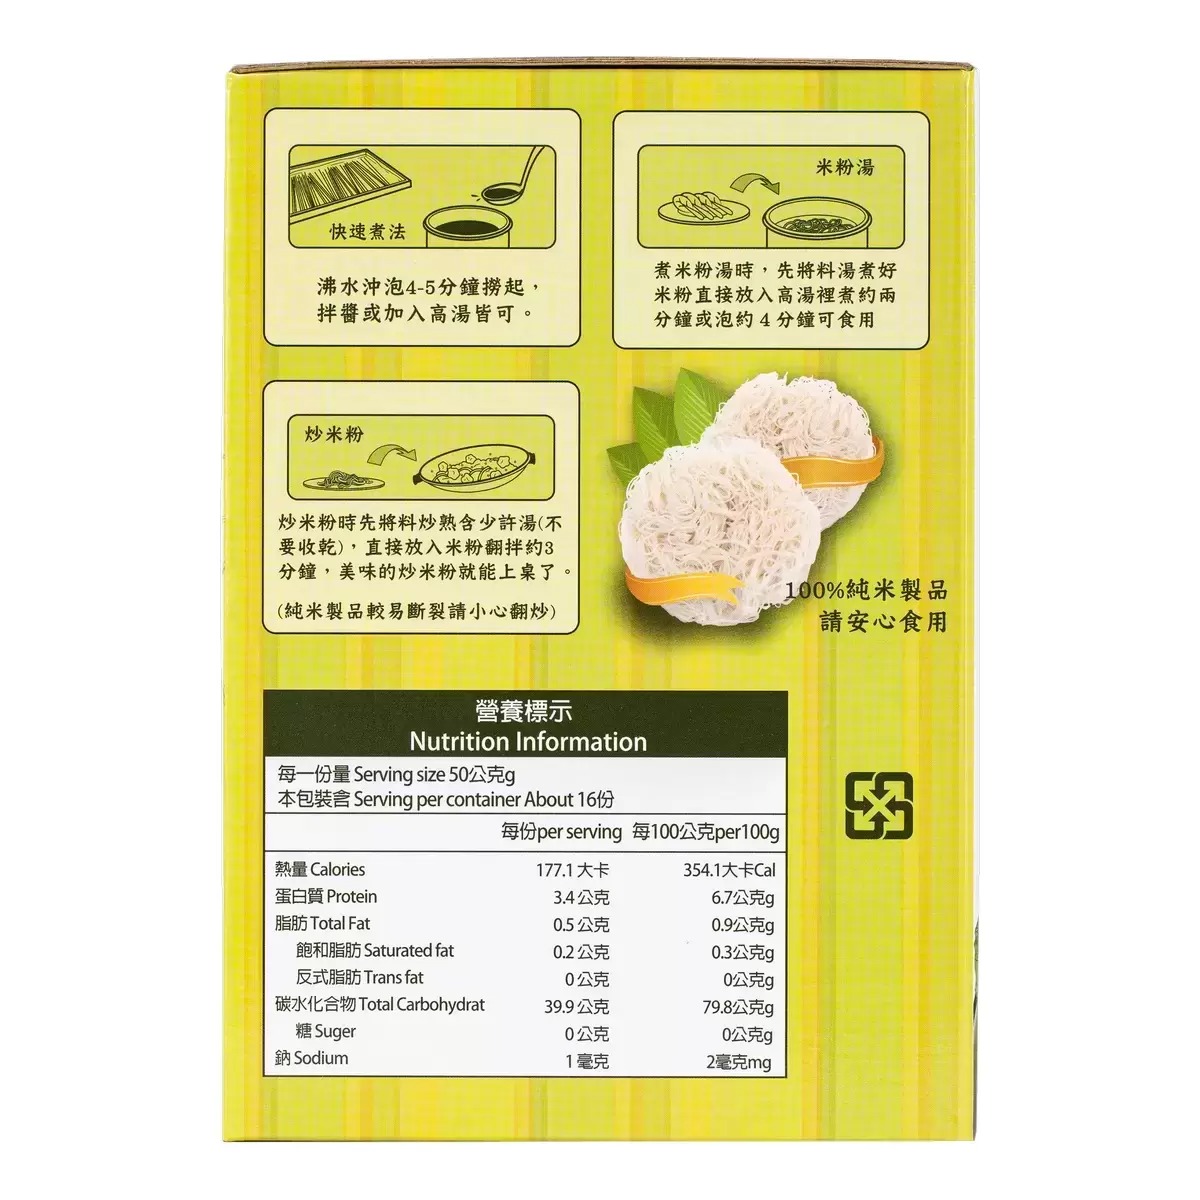 快速煮法
沸水沖泡4-5分鐘撈起，
拌醬或加入高湯皆可。
米粉湯
煮米粉湯時，先將料湯煮好
米粉直接放入高湯裡煮約兩
分鐘或泡約4分鐘可食用
炒米粉
炒米粉時先將料炒熟含少許湯(不
要收乾)，直接放入米粉翻拌約3
分鐘，美味的炒米粉就能上桌了。
(純米製品較易斷裂請小心翻炒)
100%純米製品
請安心食用
營養標示
Nutrition Information
每一份量 Serving size 50公克g
本包裝含 Serving per container About 16份
每份per serving 每100公克per100g
熱量 Calories 177.1大卡 354.1大卡Cal
蛋白質 Protein 3.4公克 6.7公克g
脂肪 Total Fat 0.5公克 0.9公克g
飽和脂肪 Saturated fat 0.2公克 0.3公克g
反式脂肪 Trans fat 0公克 0公克g
碳水化合物 Total Carbohydrat 39.9公克 79.8公克g
糖 Suger 0公克 0公克g
鈉 Sodium 1毫克 2毫克mg